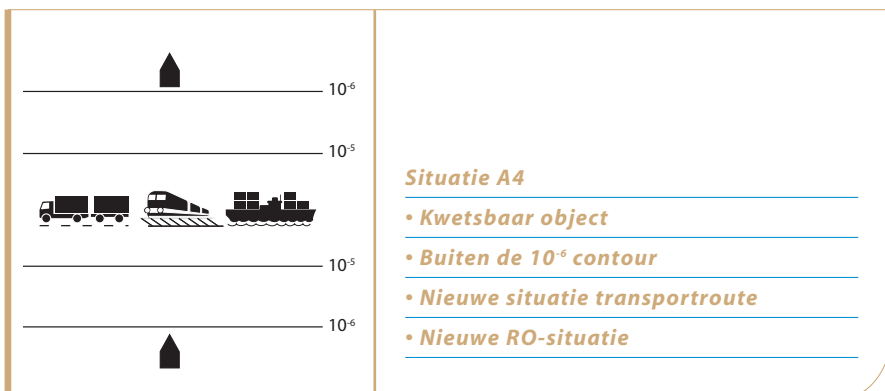 10⁻⁶
10⁻⁵
10⁻⁵
10⁻⁶
Situatie A4
• Kwetsbaar object
• Buiten de 10⁻⁶ contour
• Nieuwe situatie transportroute
• Nieuwe RO-situatie